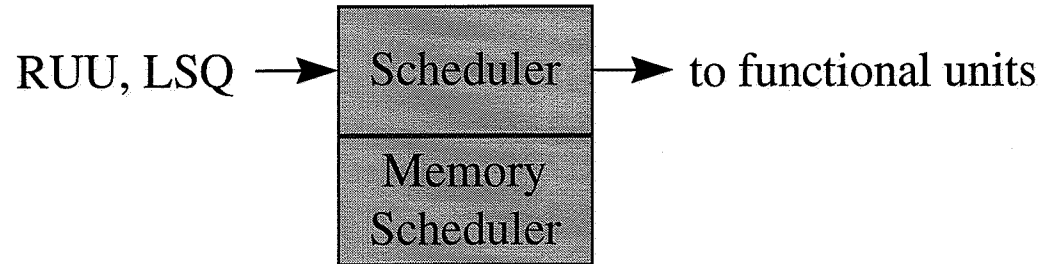 RUU, LSQ
Scheduler
to functional units
Memory
Scheduler